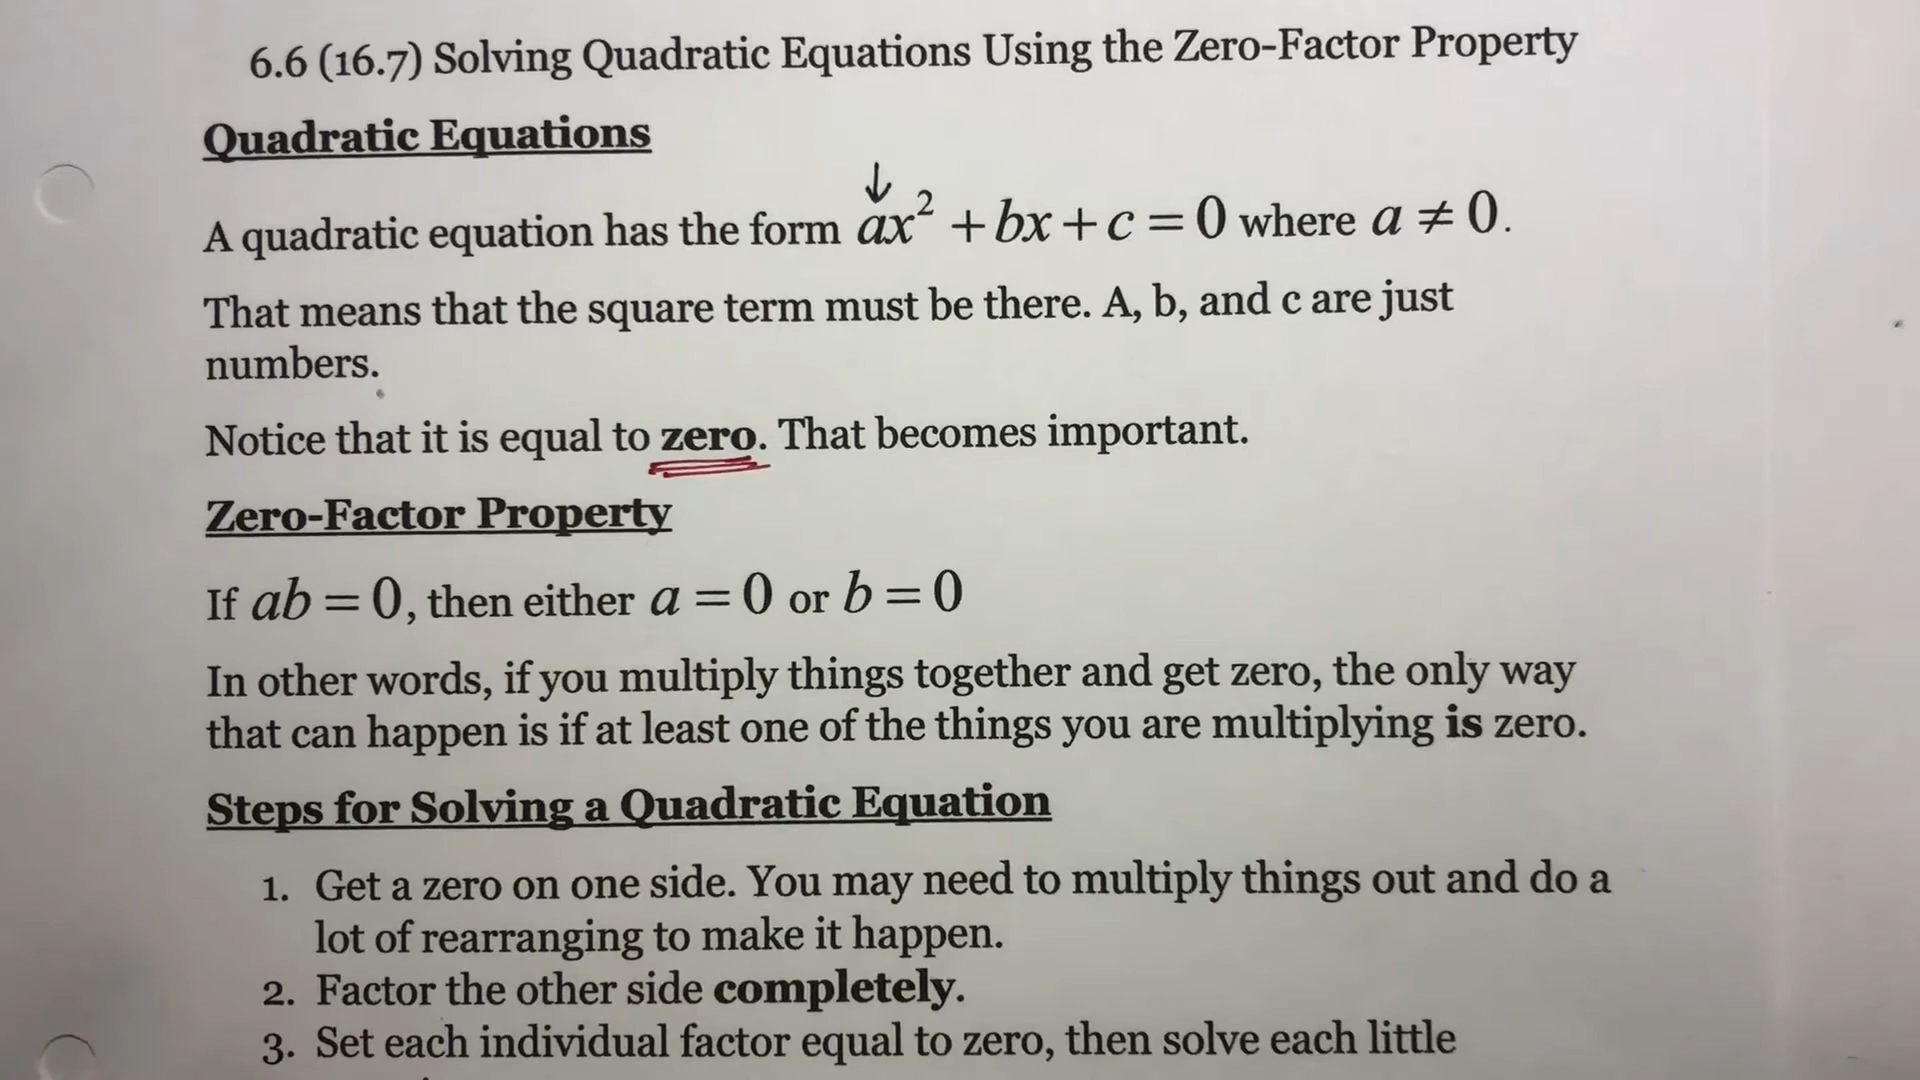 6.6 (16.7) Solving Quadratic Equations Using the Zero-Factor Property
Quadratic Equations
A quadratic equation has the form ax² + bx + c = 0 where a ≠ 0.
That means that the square term must be there. A, b, and c are just
numbers.
Notice that it is equal to zero. That becomes important.
Zero-Factor Property
If ab = 0, then either a = 0 or b = 0
In other words, if you multiply things together and get zero, the only way
that can happen is if at least one of the things you are multiplying is zero.
Steps for Solving a Quadratic Equation
1. Get a zero on one side. You may need to multiply things out and do a
lot of rearranging to make it happen.
2. Factor the other side completely.
3. Set each individual factor equal to zero, then solve each little